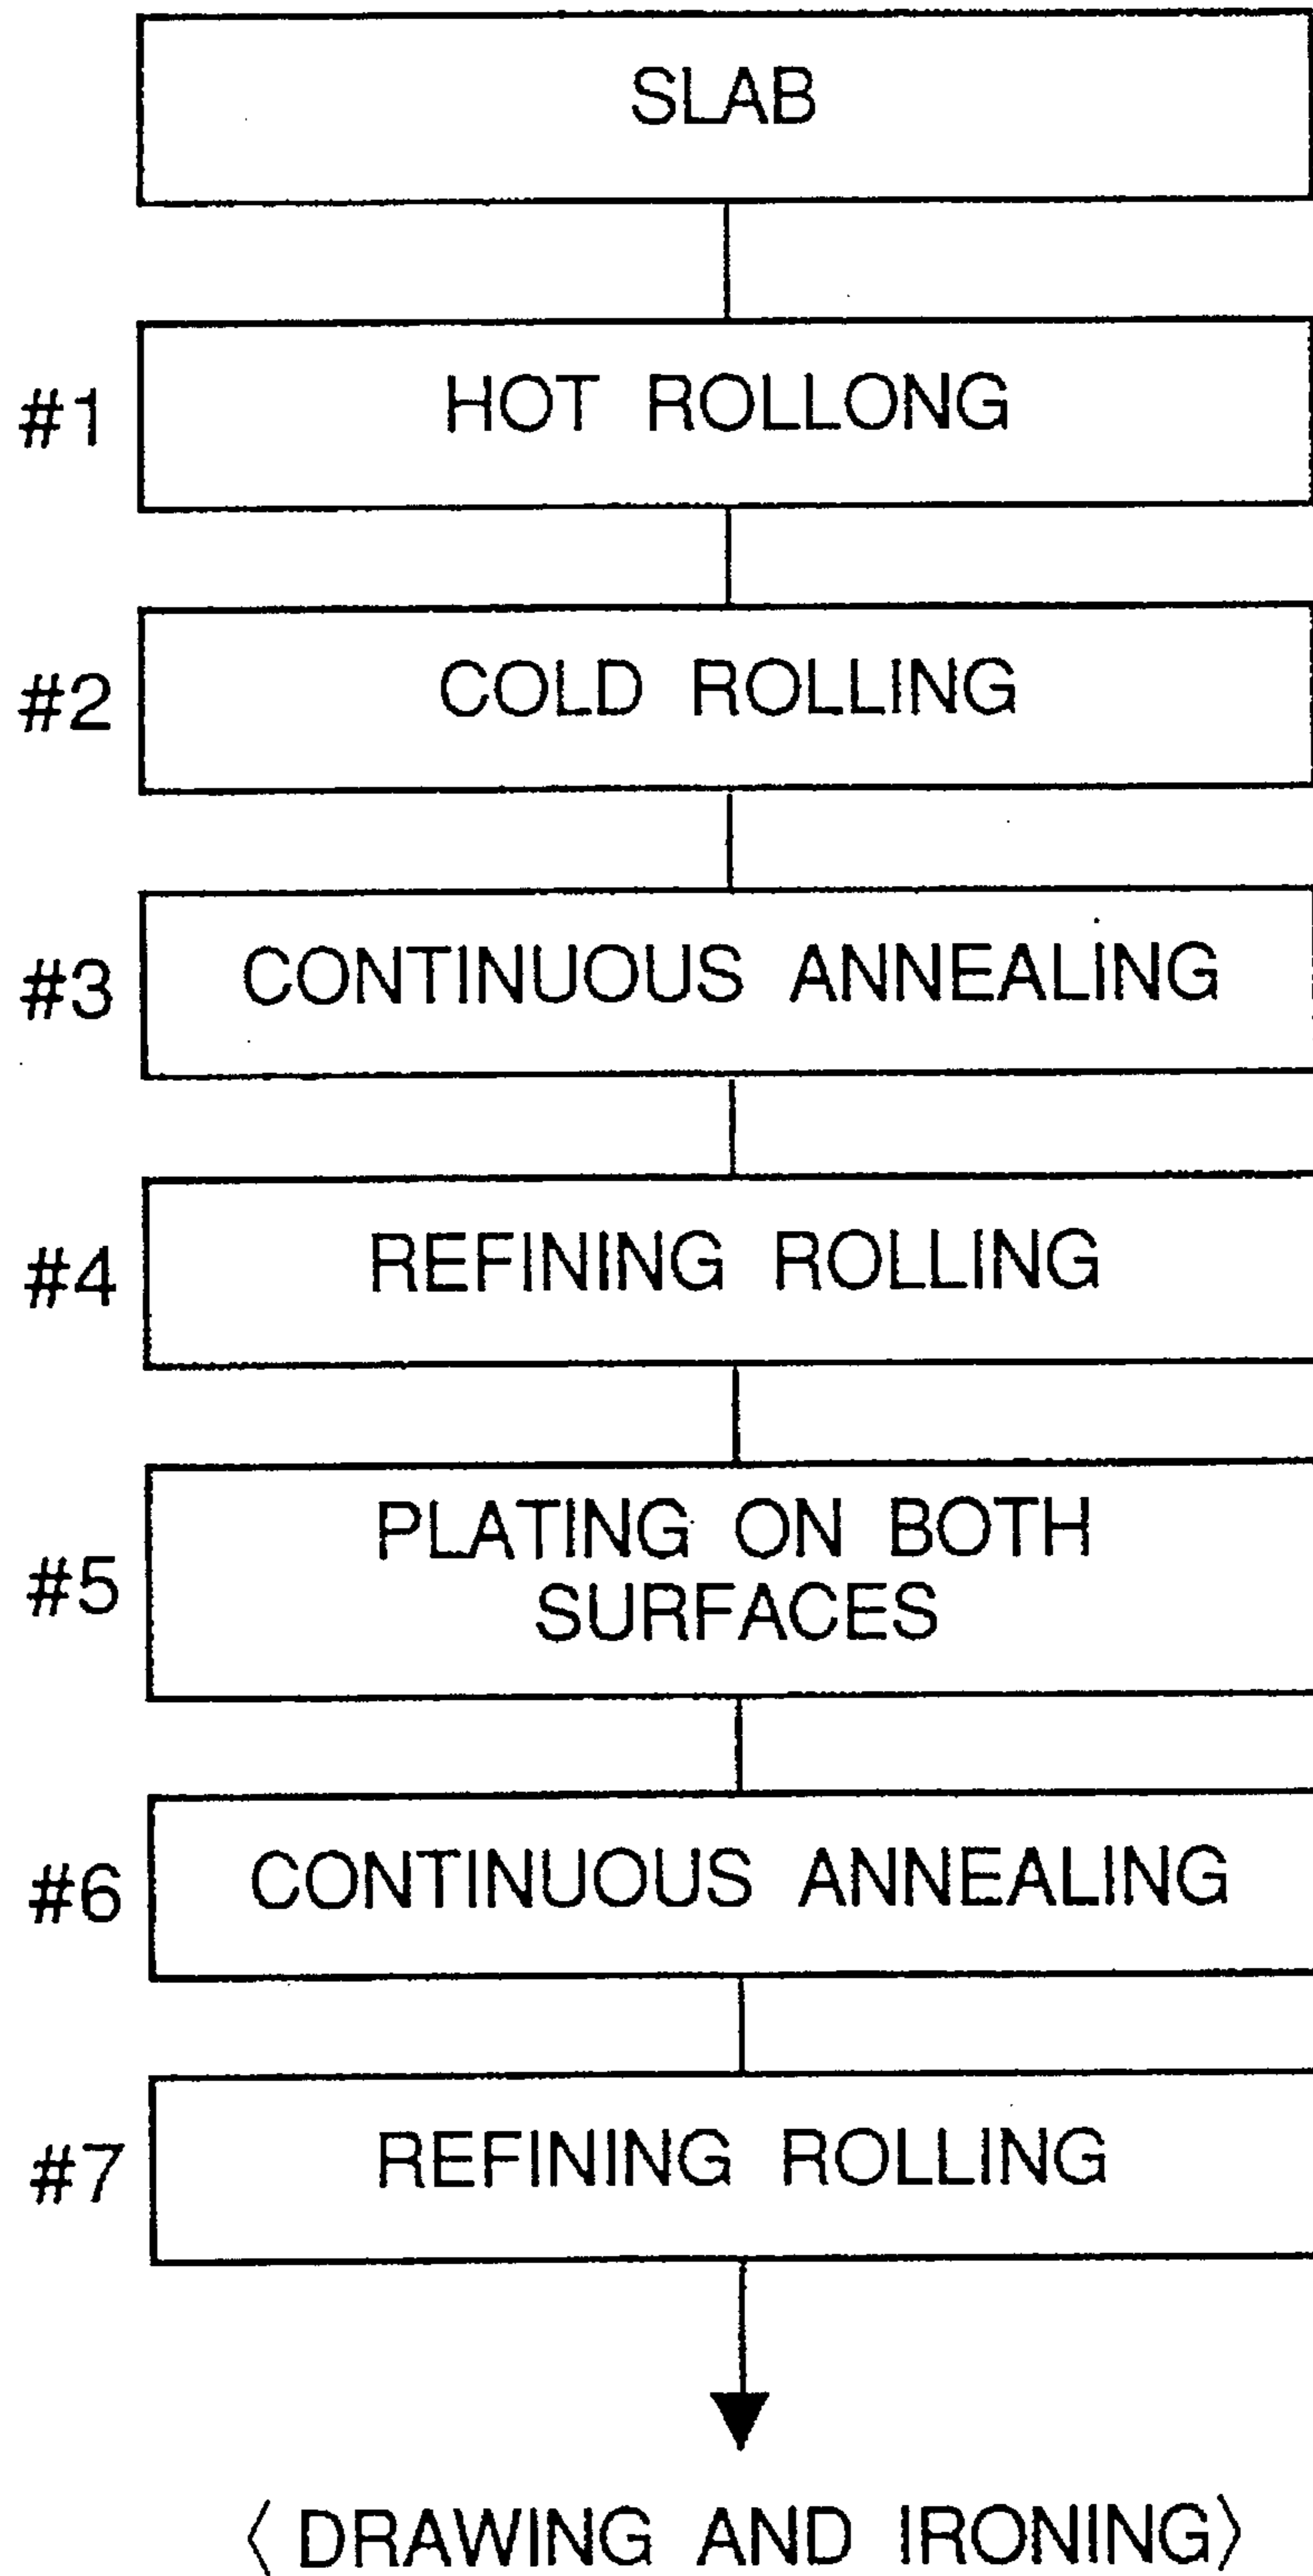 SLAB
#1 HOT ROLLONG
#2 COLD ROLLING
#3 CONTINUOUS ANNEALING
#4 REFINING ROLLING
#5 PLATING ON BOTH
SURFACES
#6 CONTINUOUS ANNEALING
#7 REFINING ROLLING
〈 DRAWING AND IRONING〉